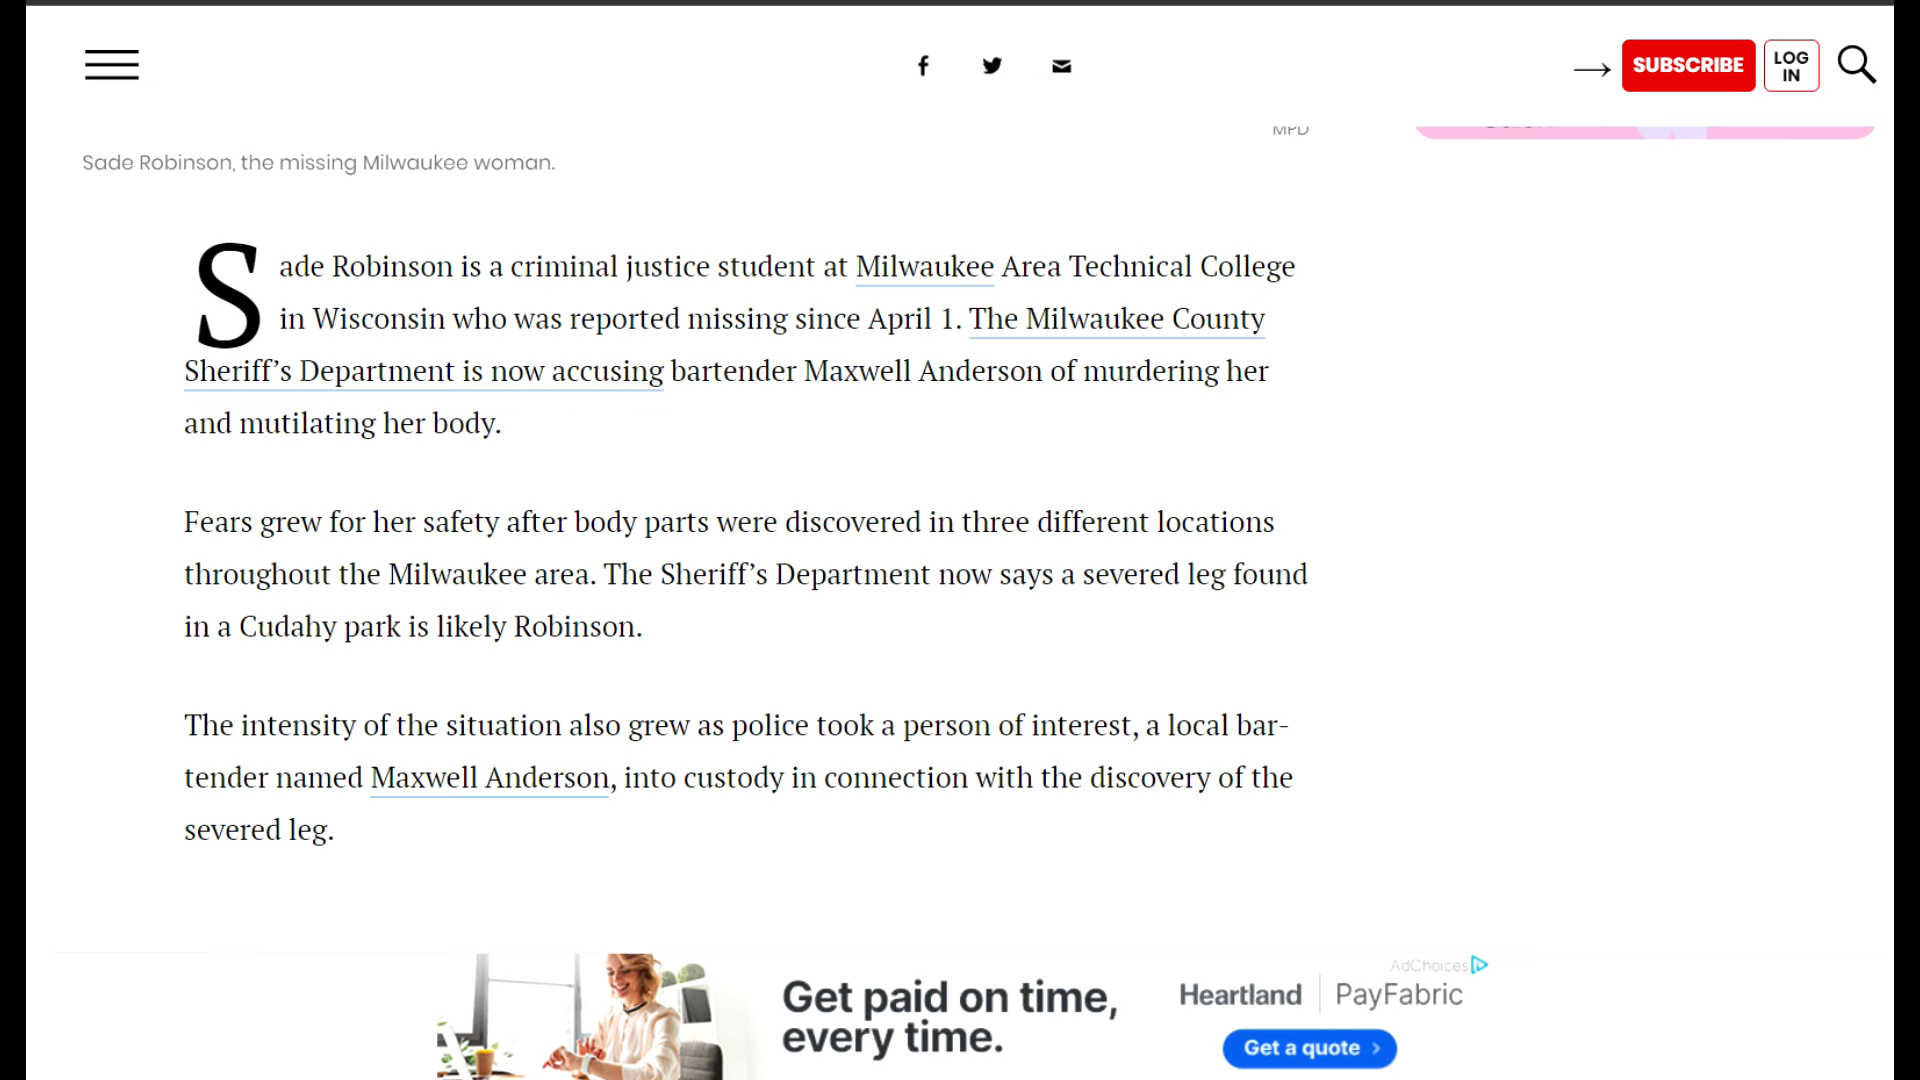 SUBSCRIBE
LOG
IN
MPD
Sade Robinson, the missing Milwaukee woman.
Sade Robinson is a criminal justice student at Milwaukee Area Technical College
in Wisconsin who was reported missing since April 1. The Milwaukee County
Sheriff’s Department is now accusing bartender Maxwell Anderson of murdering her
and mutilating her body.
Fears grew for her safety after body parts were discovered in three different locations
throughout the Milwaukee area. The Sheriff’s Department now says a severed leg found
in a Cudahy park is likely Robinson.
The intensity of the situation also grew as police took a person of interest, a local bar-
tender named Maxwell Anderson, into custody in connection with the discovery of the
severed leg.
AdChoices
Get paid on time,
every time.
Heartland
PayFabric
Get a quote